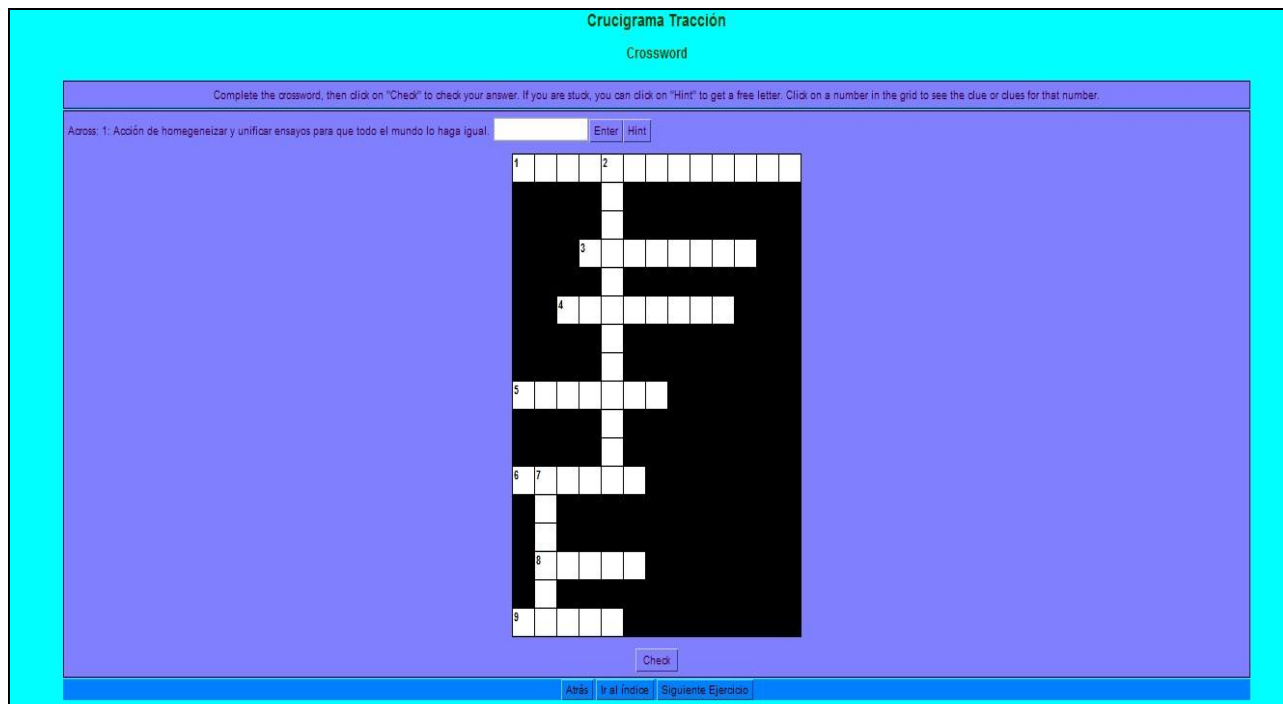 Crucigrama Tracción
Crossword
Complete the crossword, then click on "Check" to check your answer. If you are stuck, you can click on "Hint" to get a free letter. Click on a number in the grid to see the clue or clues for that number.
Across: 1: Acción de homogeneizar y unificar ensayos para que todo el mundo lo haga igual. Enter Hint
1 2
3
4
5
6 7
8
9
Check
Atrás Ir al índice Siguiente Ejercicio